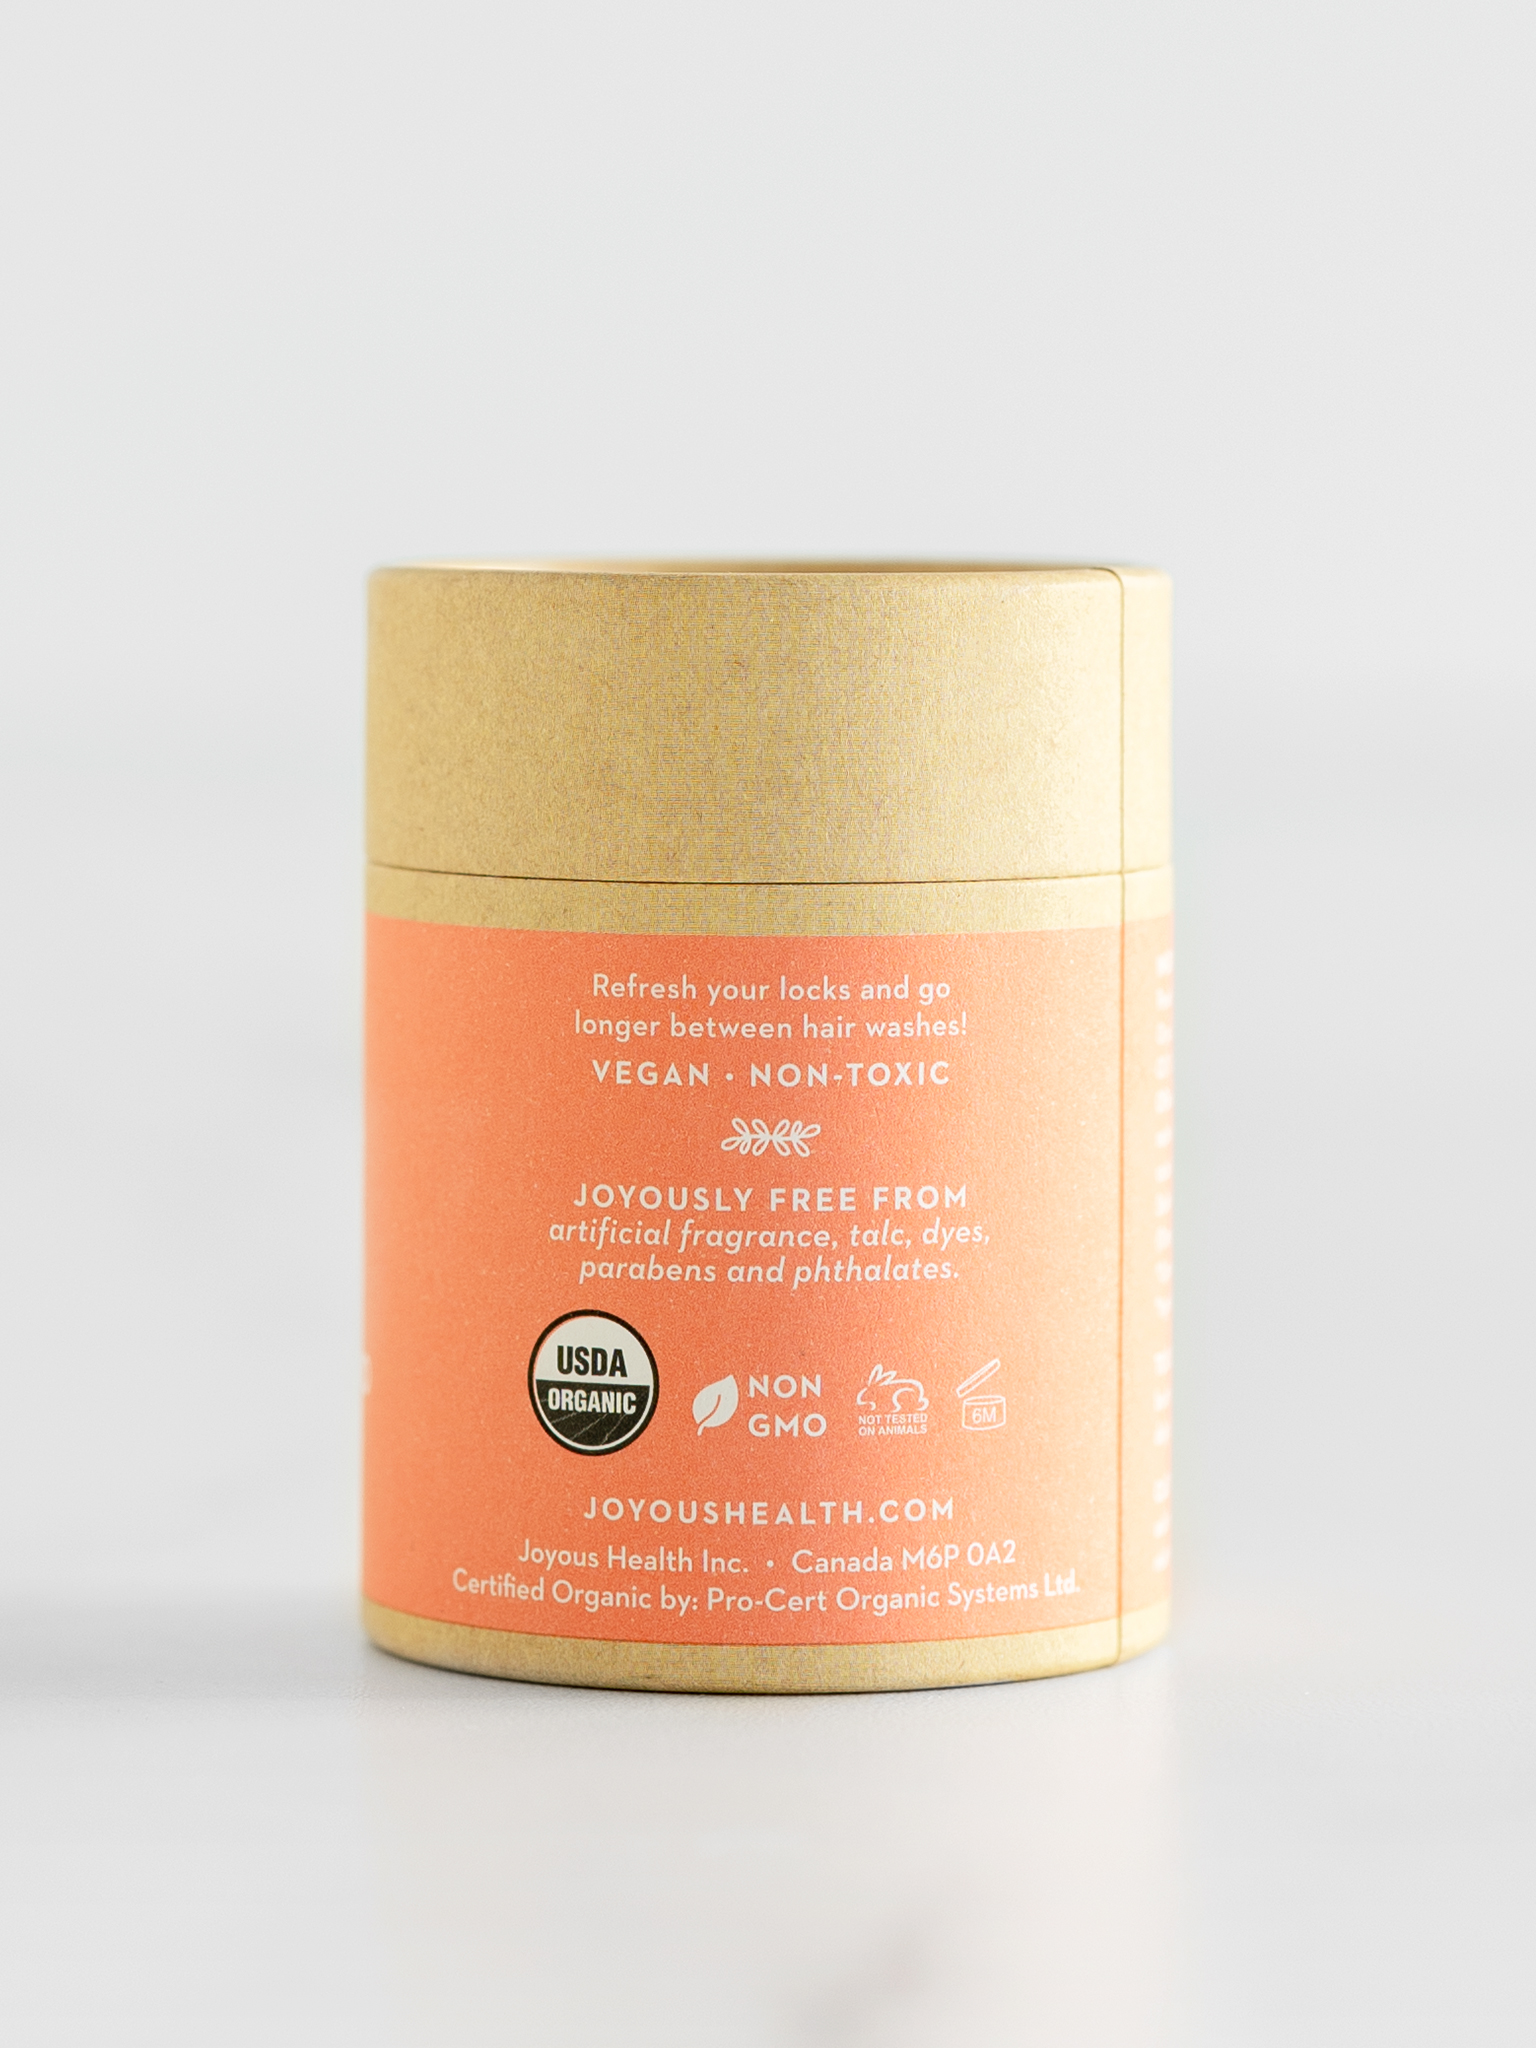 Refresh your locks and go
longer between hair washes!
VEGAN • NON-TOXIC
JOYOUSLY FREE FROM
artificial fragrance, talc, dyes,
parabens and phthalates.
USDA
ORGANIC
NON
GMO
NOT TESTED
ON ANIMALS
6M
JOYOUSHEALTH.COM
Joyous Health Inc. • Canada M6P 0A2
Certified Organic by: Pro-Cert Organic Systems Ltd.